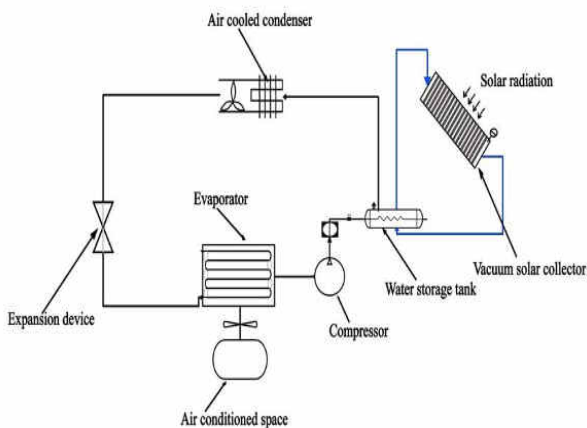 Air cooled condenser
Solar radiation
Evaporator
Vacuum solar collector
Water storage tank
Compressor
Expansion device
Air conditioned space